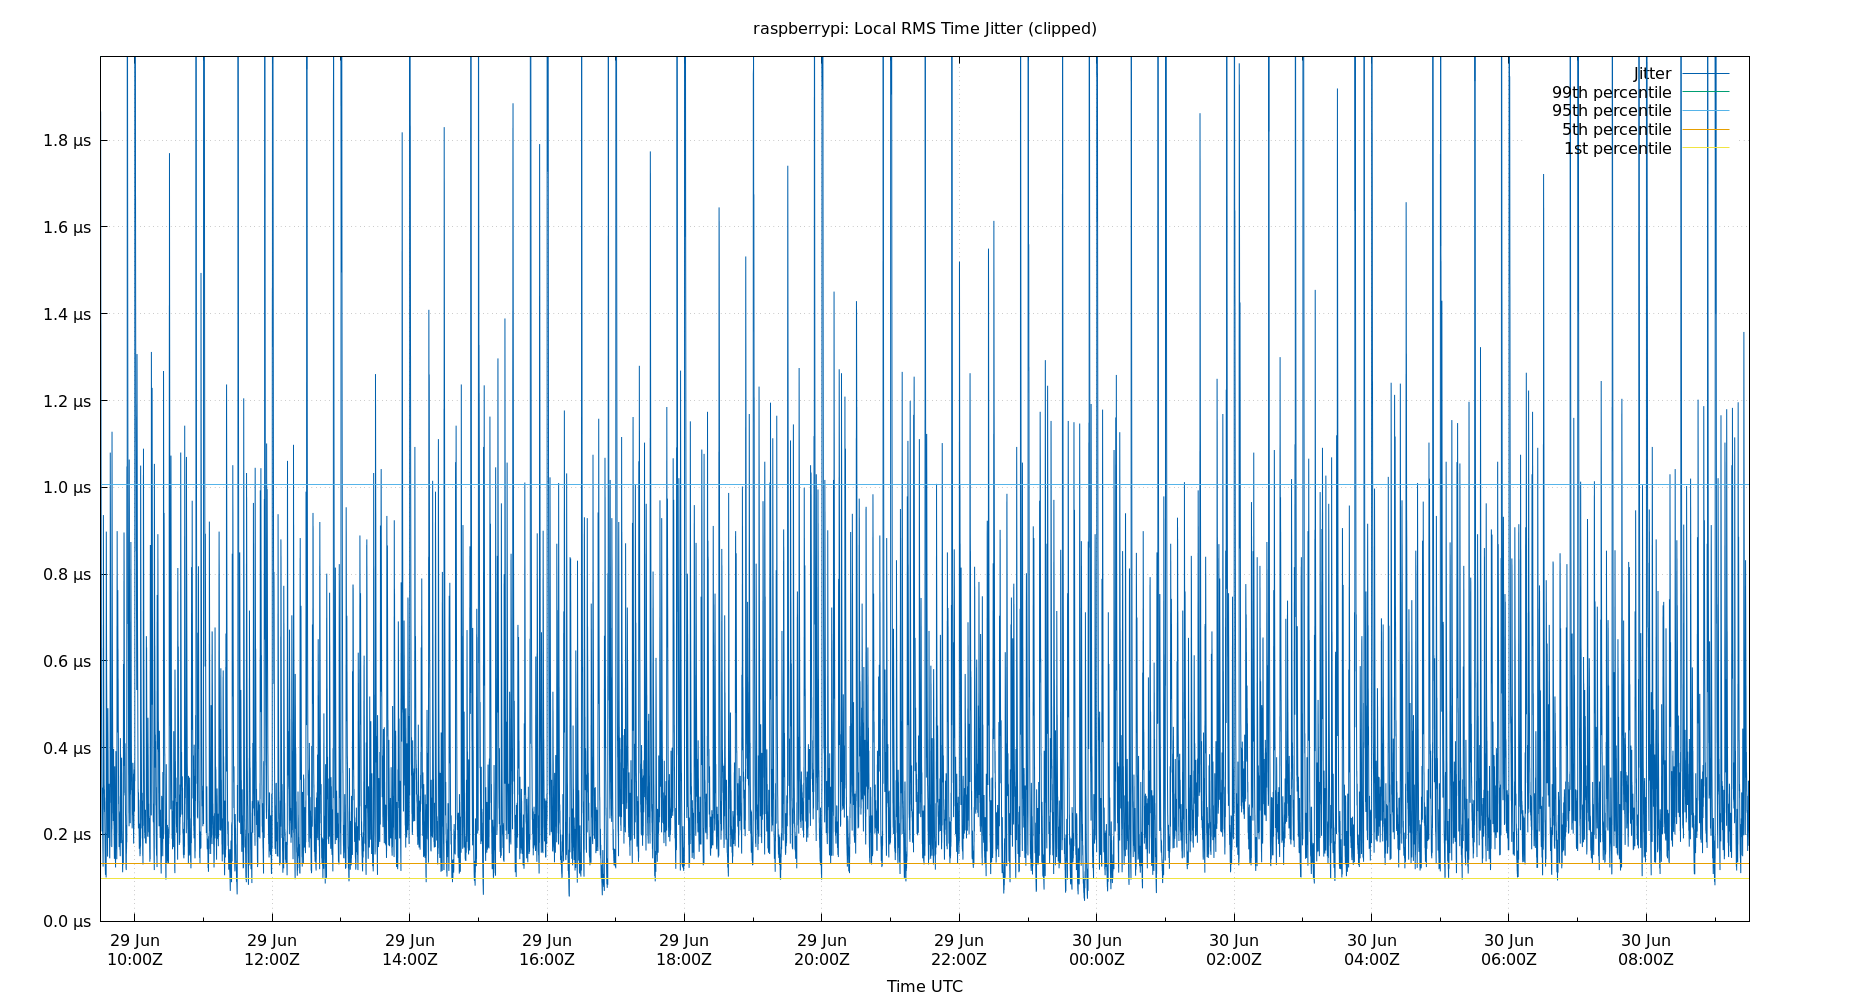 raspberrypi: Local RMS Time Jitter (clipped)
Jitter
99th percentile
95th percentile
5th percentile
1st percentile
1.8 µs
1.6 µs
1.4 µs
1.2 µs
1.0 µs
0.8 µs
0.6 µs
0.4 µs
0.2 µs
0.0 µs
29 Jun 29 Jun 29 Jun 29 Jun 29 Jun 29 Jun 29 Jun 30 Jun 30 Jun 30 Jun 30 Jun 30 Jun
10:00Z 12:00Z 14:00Z 16:00Z 18:00Z 20:00Z 22:00Z 00:00Z 02:00Z 04:00Z 06:00Z 08:00Z
Time UTC